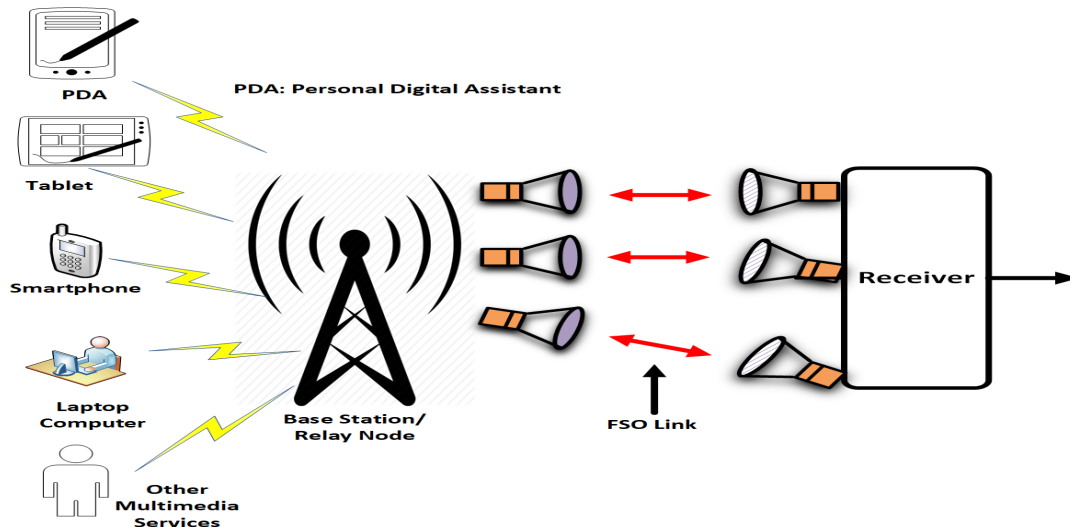 PDA
PDA: Personal Digital Assistant
Tablet
Smartphone
Laptop
Computer
Other
Multimedia
Services
Base Station/
Relay Node
FSO Link
Receiver